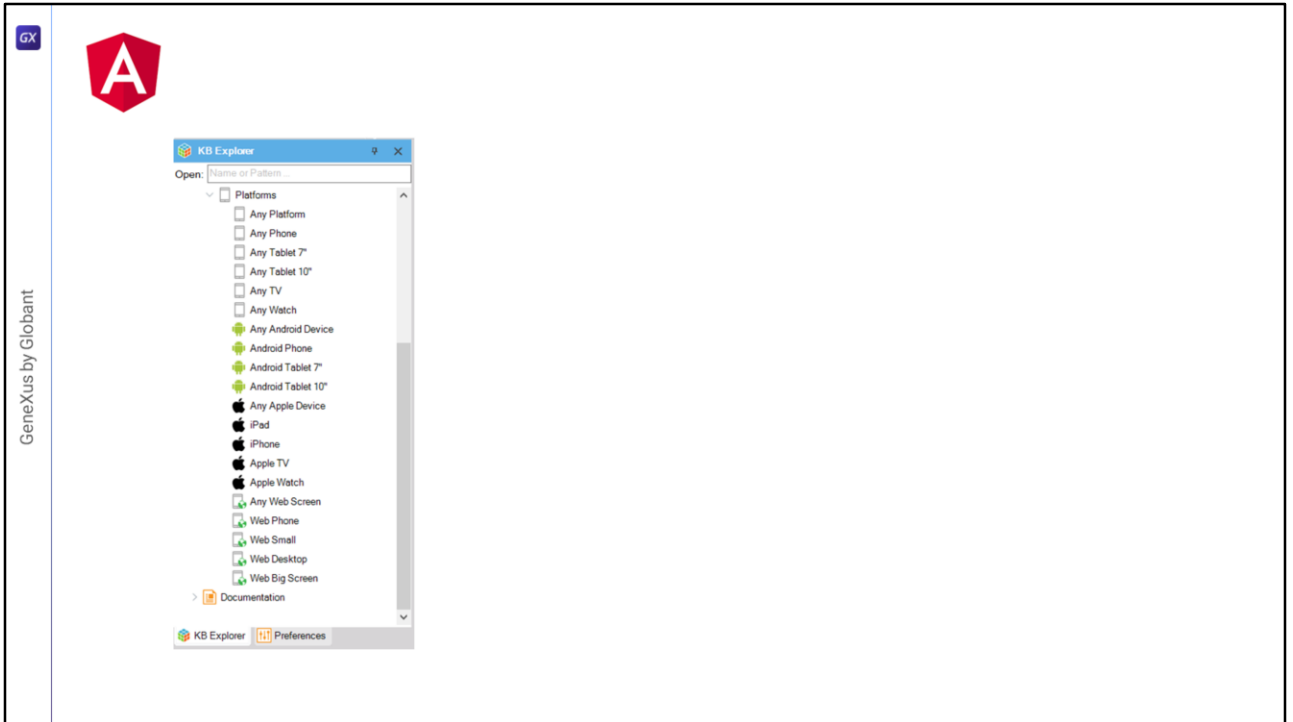 GX
GeneXus by Globant
A
KB Explorer
Open: Name or Pattern...
Platforms
Any Platform
Any Phone
Any Tablet 7"
Any Tablet 10"
Any TV
Any Watch
Any Android Device
Android Phone
Android Tablet 7"
Android Tablet 10"
Any Apple Device
iPad
iPhone
Apple TV
Apple Watch
Any Web Screen
Web Phone
Web Small
Web Desktop
Web Big Screen
Documentation
KB Explorer Preferences